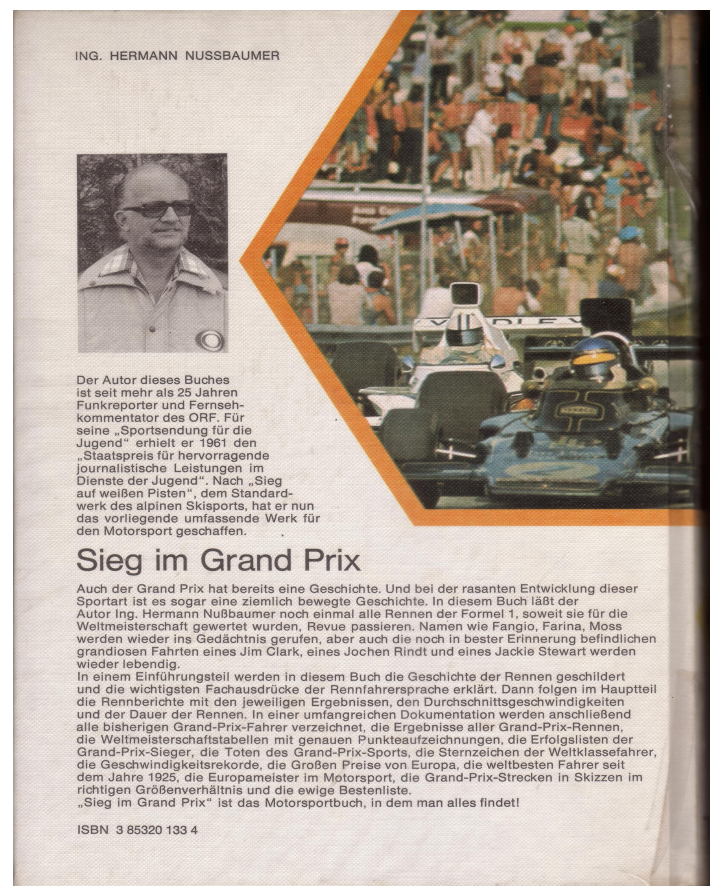 ING. HERMANN NUSSBAUMER
Der Autor dieses Buches
ist seit mehr als 25 Jahren
Funkreporter und Fernseh-
kommentator des ORF. Für
seine „Sportsendung für die
Jugend“ erhielt er 1961 den
„Staatspreis für hervorragende
journalistische Leistungen im
Dienste der Jugend“. Nach „Sieg
auf weißen Pisten“, dem Standard-
werk des alpinen Skisports, hat er nun
das vorliegende umfassende Werk für
den Motorsport geschaffen.
Sieg im Grand Prix
Auch der Grand Prix hat bereits eine Geschichte. Und bei der rasanten Entwicklung dieser
Sportart ist es sogar eine ziemlich bewegte Geschichte. In diesem Buch läßt der
Autor Ing. Hermann Nußbaumer noch einmal alle Rennen der Formel 1, soweit sie für die
Weltmeisterschaft gewertet wurden, Revue passieren. Namen wie Fangio, Farina, Moss
werden wieder ins Gedächtnis gerufen, aber auch die noch in bester Erinnerung befindlichen
grandiosen Fahrten eines Jim Clark, eines Jochen Rindt und eines Jackie Stewart werden
wieder lebendig.
In einem Einführungsteil werden in diesem Buch die Geschichte der Rennen geschildert
und die wichtigsten Fachausdrücke der Rennfahrersprache erklärt. Dann folgen im Hauptteil
die Rennberichte mit den jeweiligen Ergebnissen, den Durchschnittsgeschwindigkeiten
und der Dauer der Rennen. In einer umfangreichen Dokumentation werden anschließend
alle bisherigen Grand-Prix-Fahrer verzeichnet, die Ergebnisse aller Grand-Prix-Rennen,
die Weltmeisterschaftstabellen mit genauen Punkteaufzeichnungen, die Erfolgslisten der
Grand-Prix-Sieger, die Toten des Grand-Prix-Sports, die Sternzeichen der Weltklassefahrer,
die Geschwindigkeitsrekorde, die Großen Preise von Europa, die weltbesten Fahrer seit
dem Jahre 1925, die Europameister im Motorsport, die Grand-Prix-Strecken in Skizzen im
richtigen Größenverhältnis und die ewige Bestenliste.
„Sieg im Grand Prix“ ist das Motorsportbuch, in dem man alles findet!
ISBN 3 85320 133 4